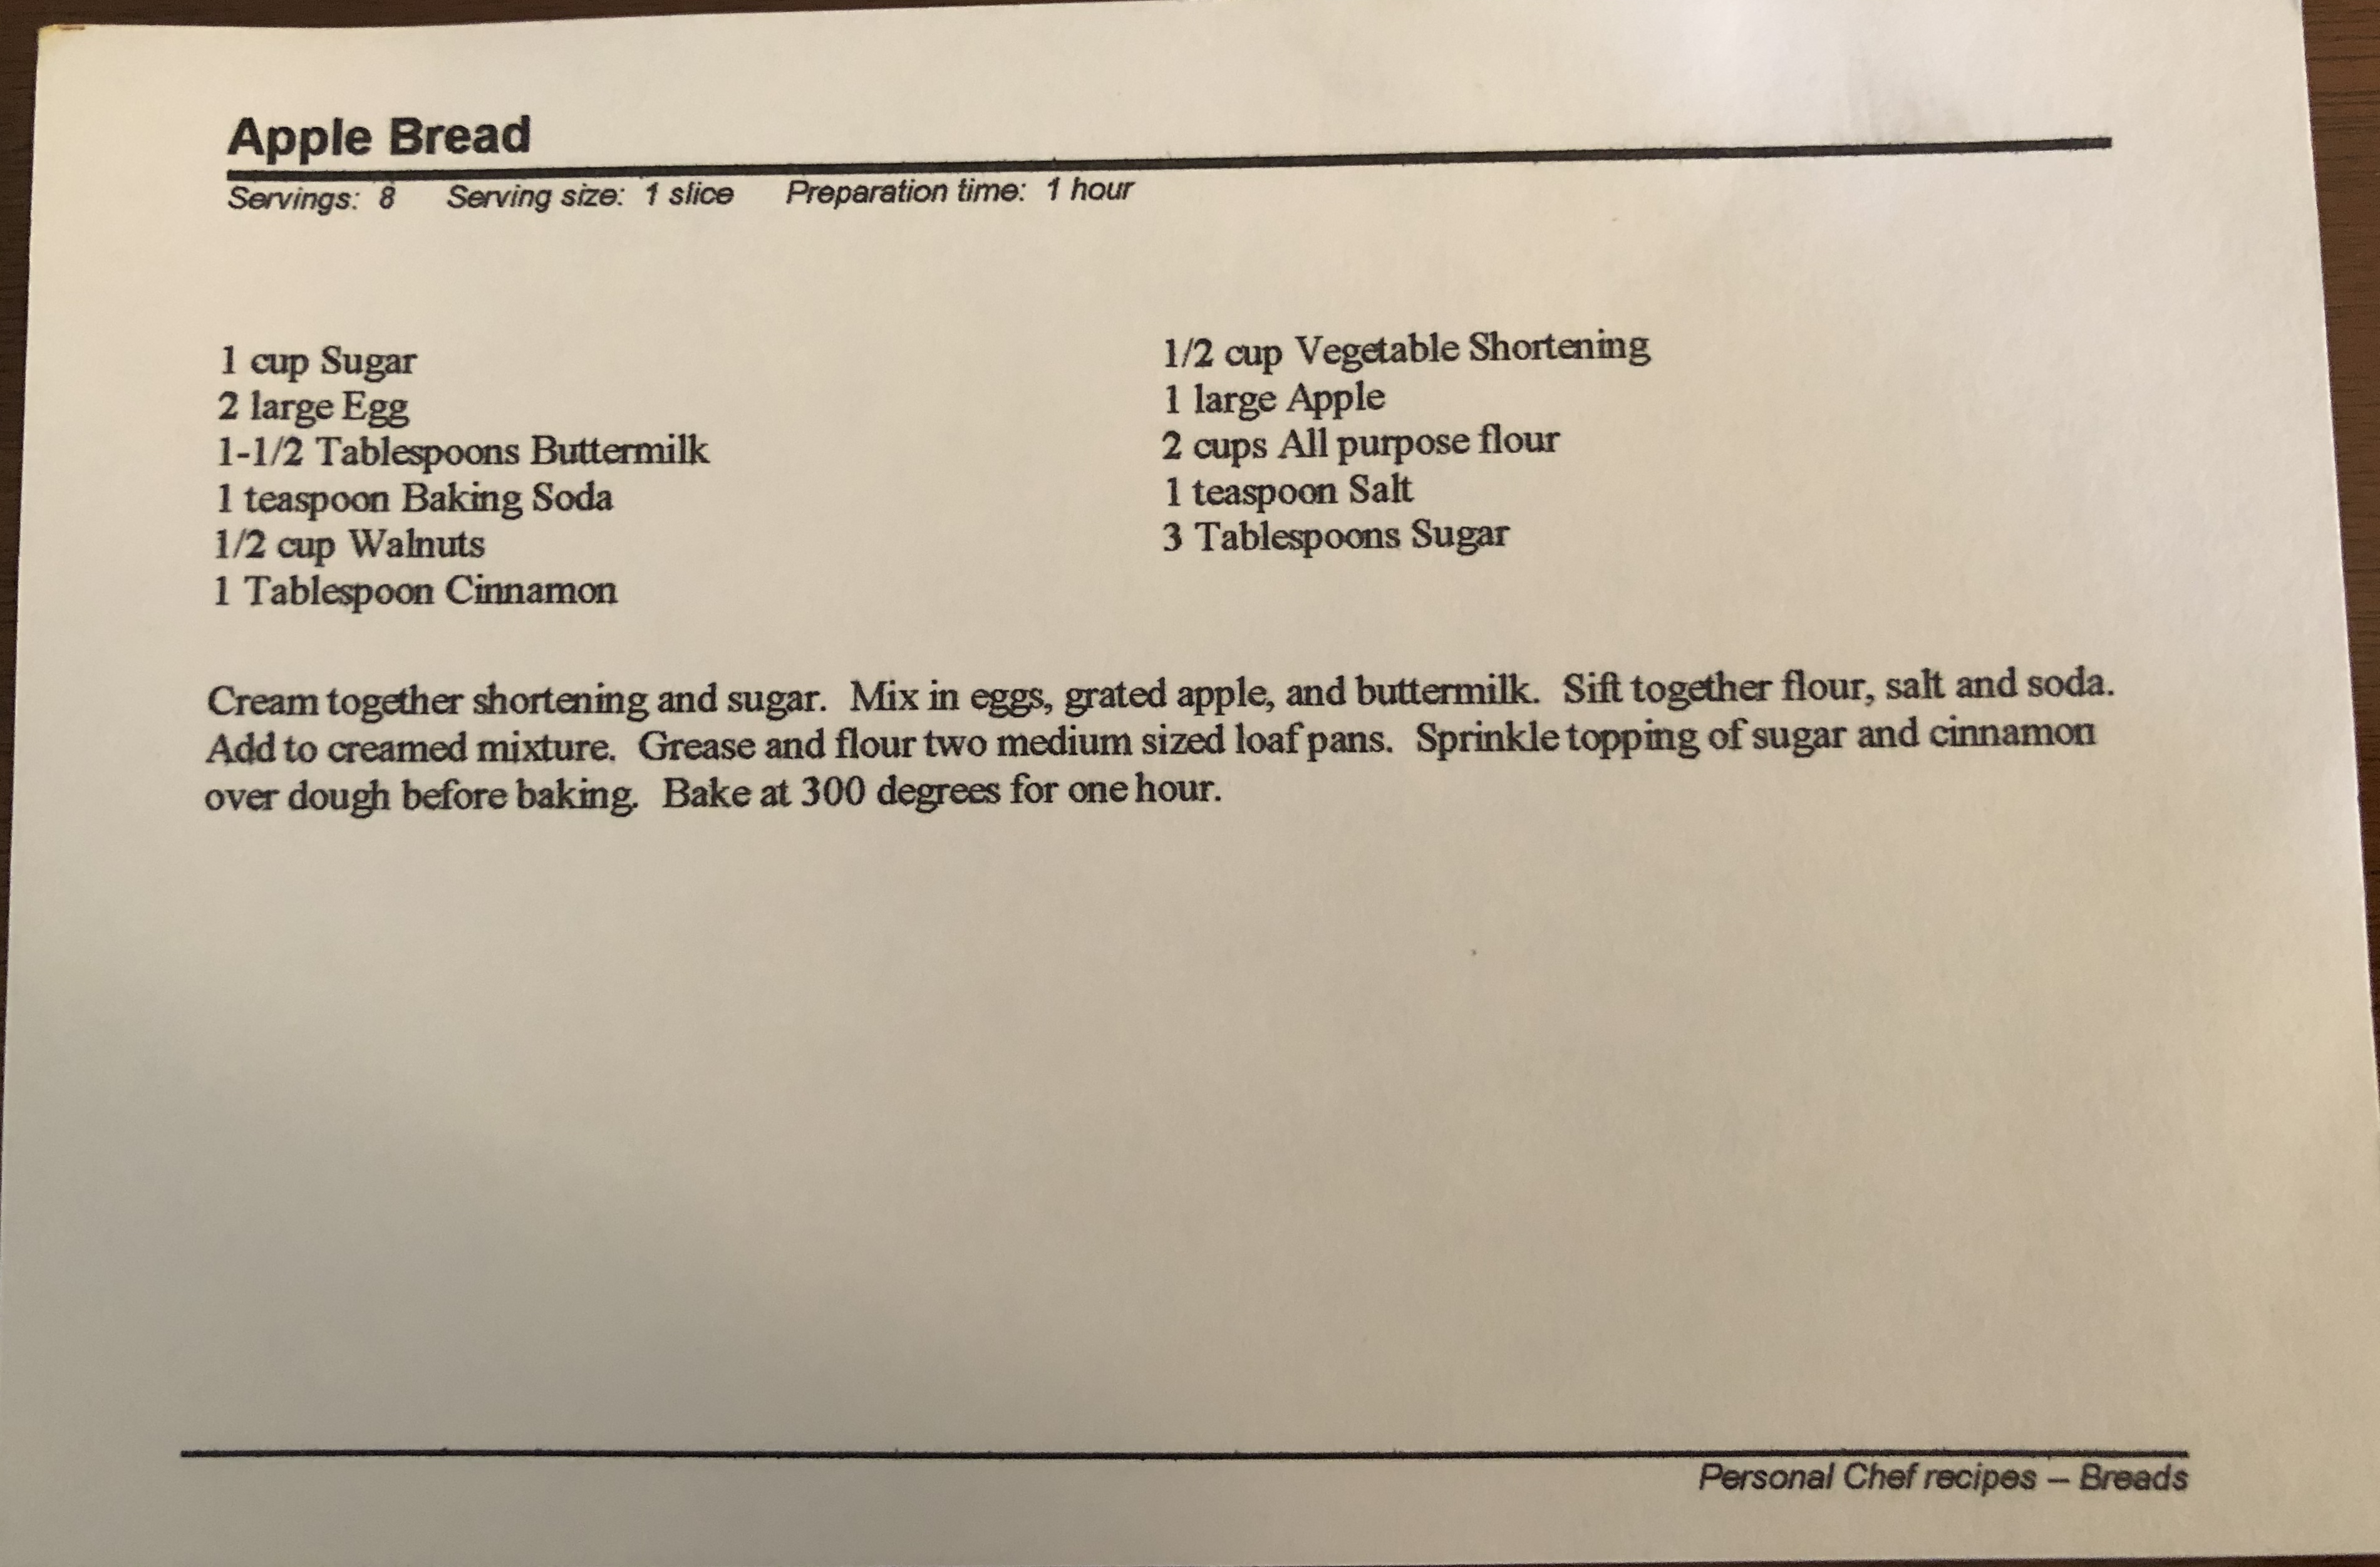 Apple Bread
Servings: 8 Serving size: 1 slice Preparation time: 1 hour
1 cup Sugar
2 large Egg
1-1/2 Tablespoons Buttermilk
1 teaspoon Baking Soda
1/2 cup Walnuts
1 Tablespoon Cinnamon
1/2 cup Vegetable Shortening
1 large Apple
2 cups All purpose flour
1 teaspoon Salt
3 Tablespoons Sugar
Cream together shortening and sugar. Mix in eggs, grated apple, and buttermilk. Sift together flour, salt and soda.
Add to creamed mixture. Grease and flour two medium sized loaf pans. Sprinkle topping of sugar and cinnamon
over dough before baking. Bake at 300 degrees for one hour.
Personal Chef recipes – Breads